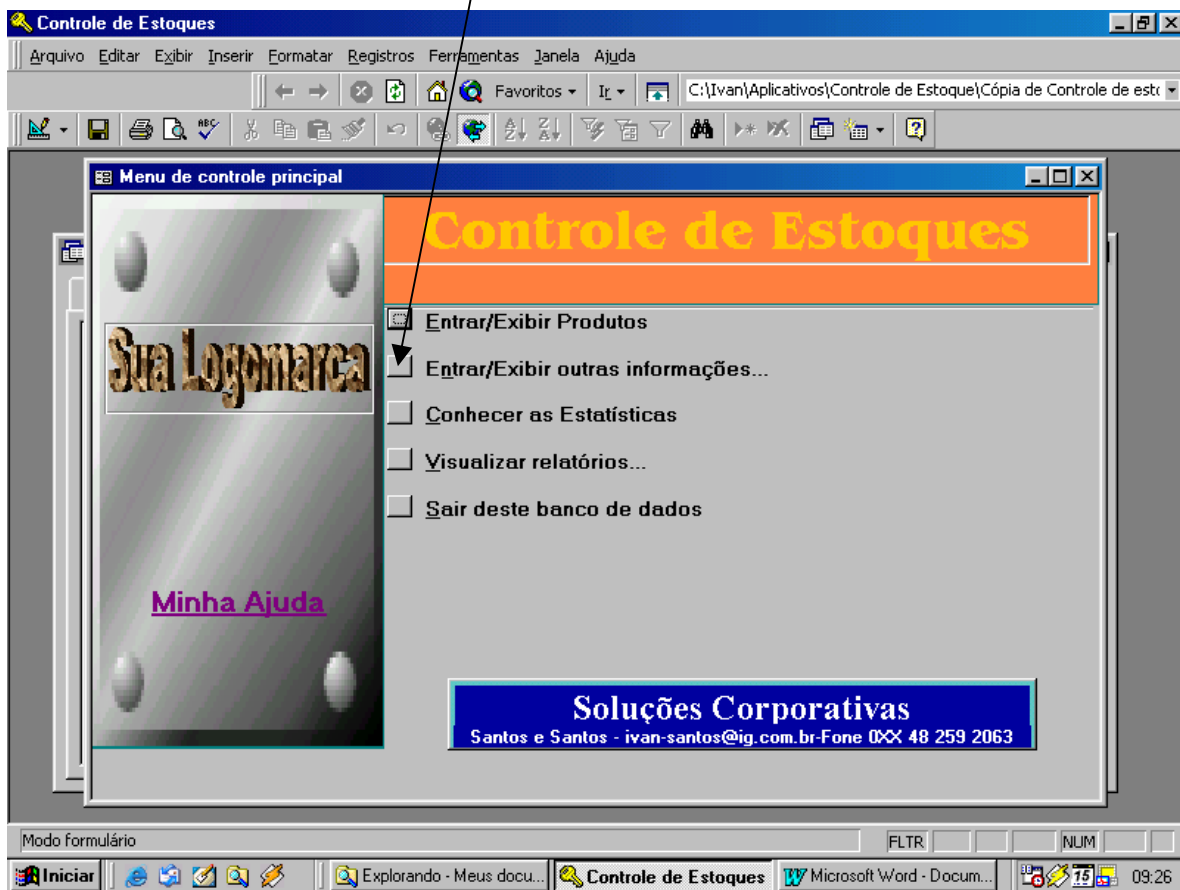 Controle de Estoques
Arquivo Editar Exibir Inserir Formatar Registros Ferramentas Janela Ajuda
Favoritos Ir C:\Ivan\Aplicativos\Controle de Estoque\Cópia de Controle de esto
ABC
Menu de controle principal
Controle de Estoques
Sua Logomarca
Entrar/Exibir Produtos
Entrar/Exibir outras informações...
Conhecer as Estatísticas
Visualizar relatórios...
Sair deste banco de dados
Minha Ajuda
Soluções Corporativas
Santos e Santos - ivan-santos@ig.com.br-Fone 0XX 48 259 2063
Modo formulário FLTR NUM
Iniciar Explorando - Meus docu... Controle de Estoques Microsoft Word - Docum... 15 09:26